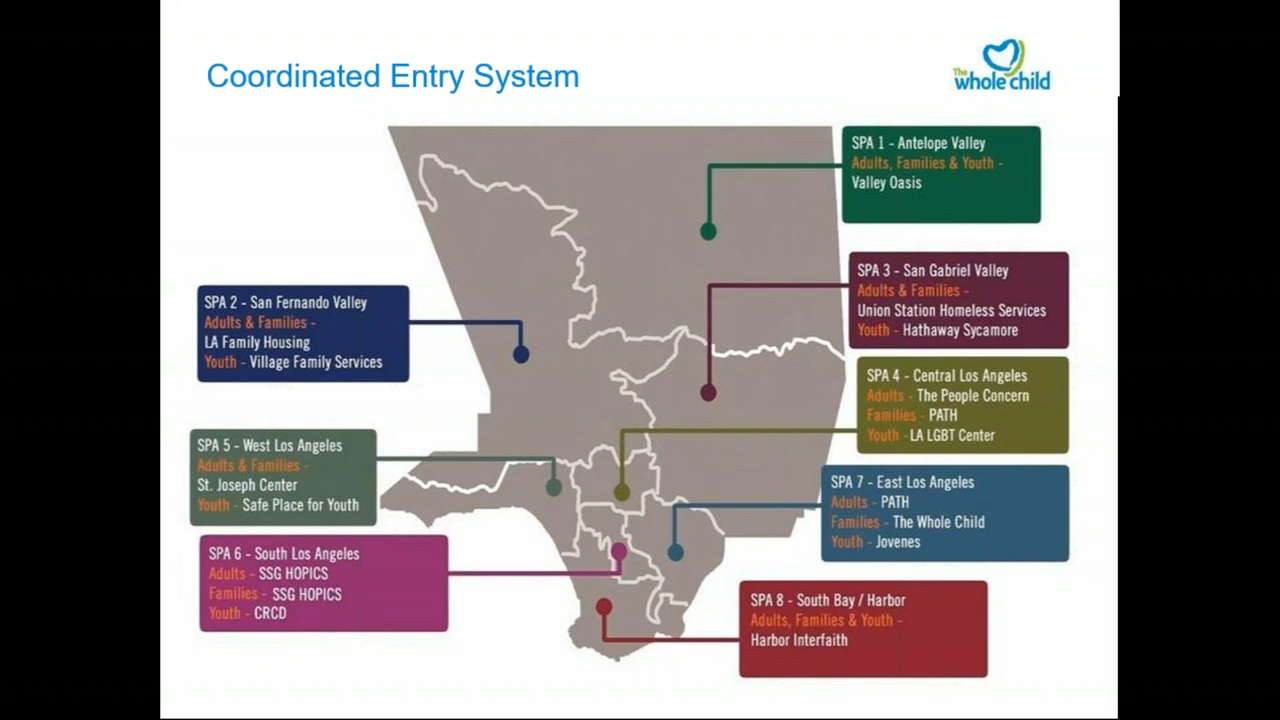 Coordinated Entry System
The
whole child
SPA 1 - Antelope Valley
Adults, Families & Youth -
Valley Oasis
SPA 3 - San Gabriel Valley
Adults & Families -
Union Station Homeless Services
Youth - Hathaway Sycamore
SPA 2 - San Fernando Valley
Adults & Families -
LA Family Housing
Youth - Village Family Services
SPA 4 - Central Los Angeles
Adults - The People Concern
Families - PATH
Youth -LA LGBT Center
SPA 5 - West Los Angeles
Adults & Families -
St. Joseph Center
Youth - Safe Place for Youth
SPA 7 - East Los Angeles
Adults - PATH
Families - The Whole Child
Youth - Jovenes
SPA 6 - South Los Angeles
Adults - SSG HOPICS
Families - SSG HOPICS
Youth - CRCD
SPA 8 - South Bay / Harbor
Adults, Families & Youth -
Harbor Interfaith